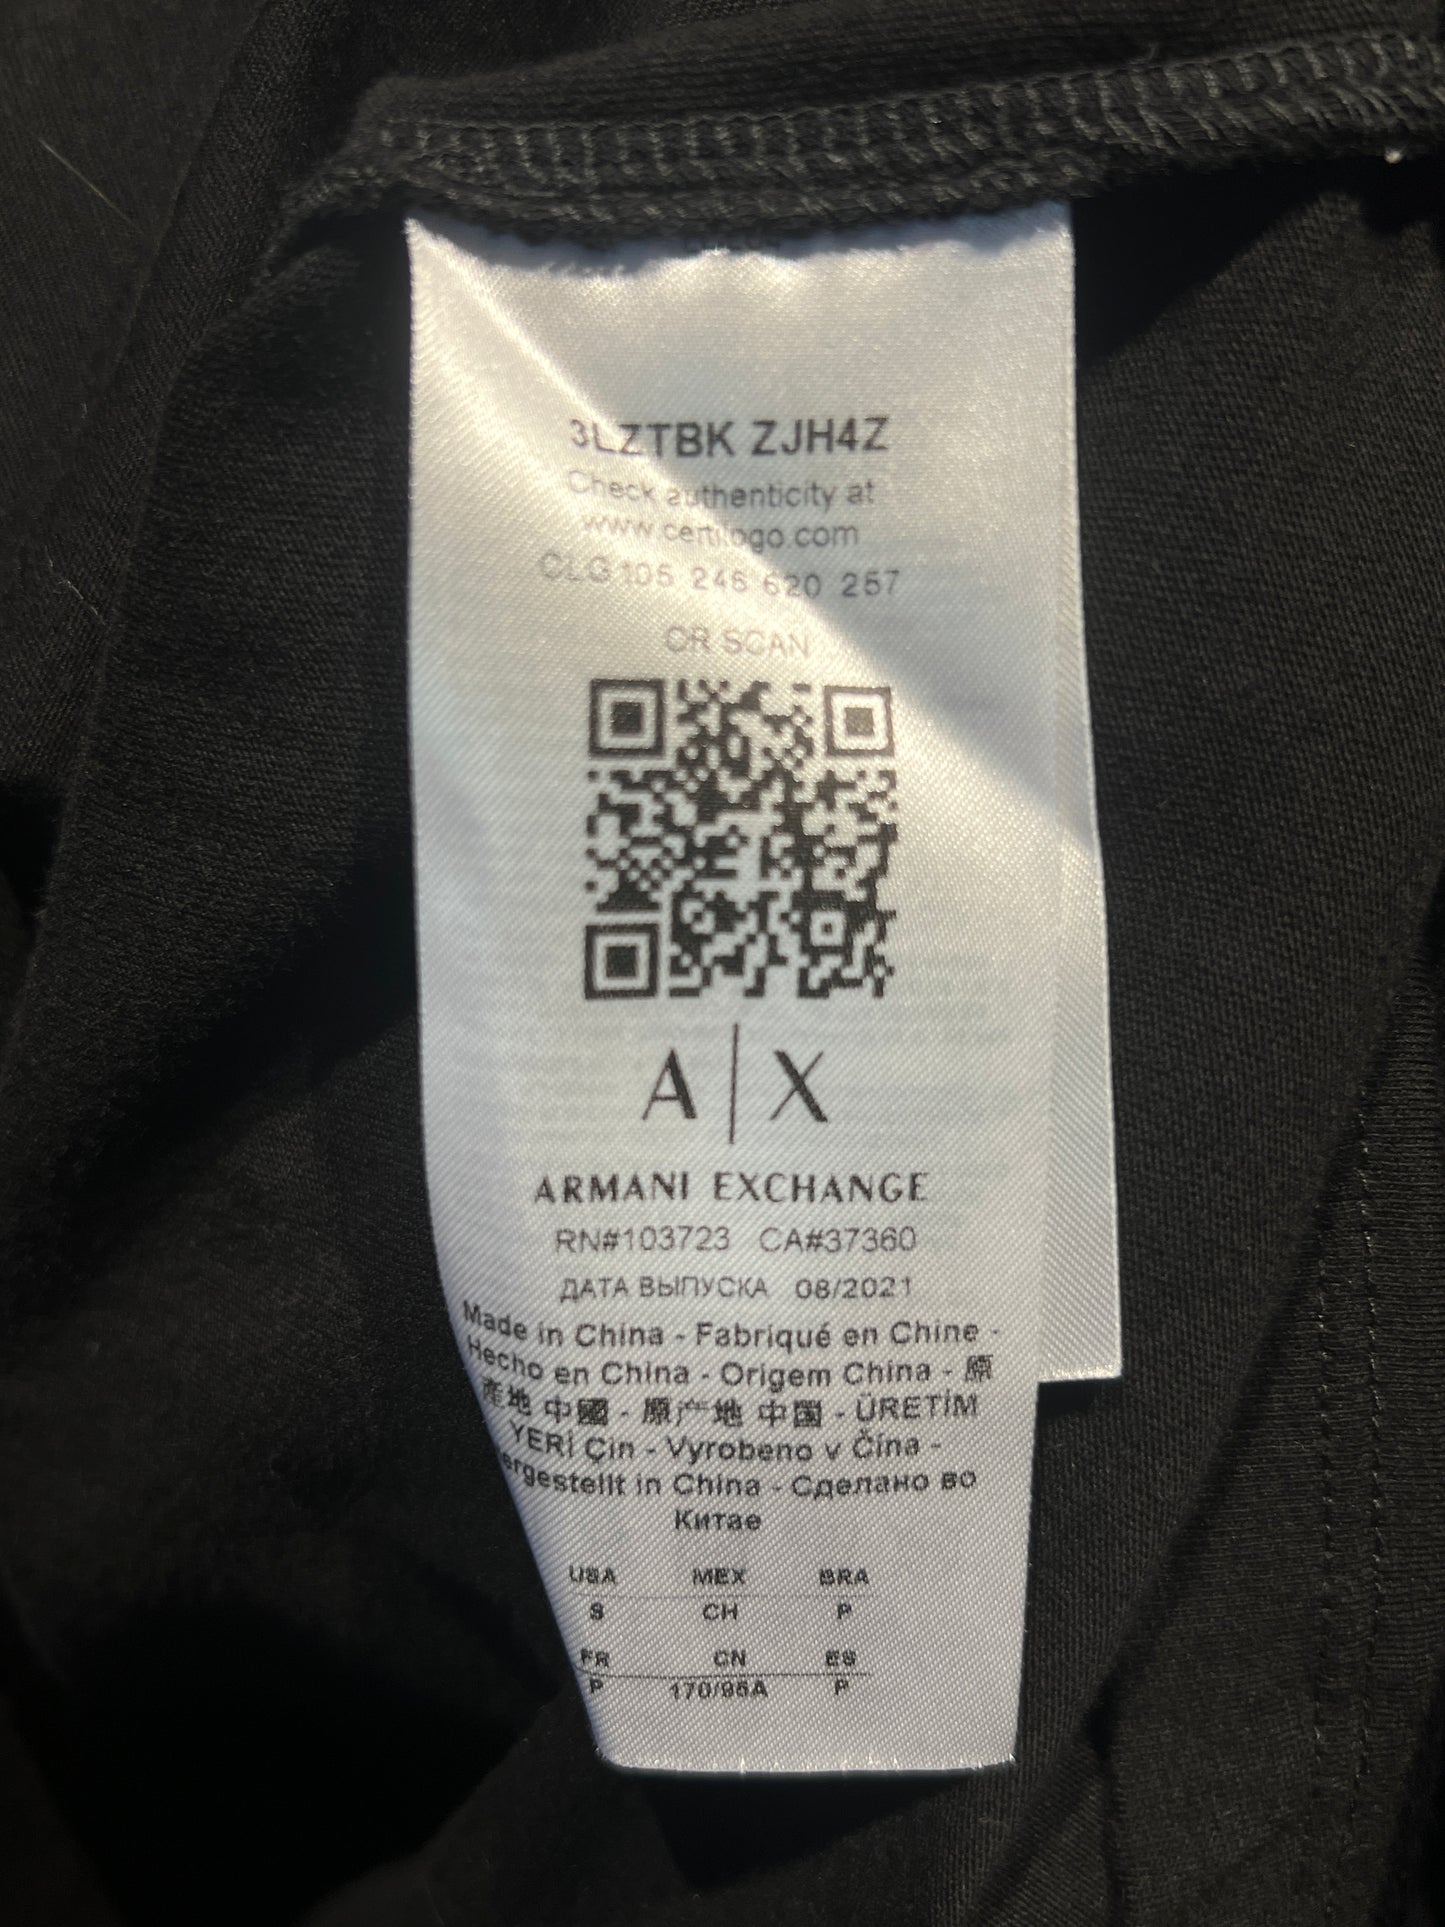 3LZTBK ZJH4Z
Check authenticity at
www.certilogo.com
CLG 105 246 620 257
OR SCAN
A|X
ARMANI EXCHANGE
RN#103723 CA#37360
ДАТА ВЫПУСКА 08/2021
Made in China - Fabriqué en Chine -
Hecho en China - Origem China - 原
產地 中國 - 原产地 中国 - ÜRETİM
YERİ Çin - Vyrobeno v Čína -
ergestellt in China - Сделано во
Китае
USA MEX BRA
S CH P
FR CN ES
P 170/95A P